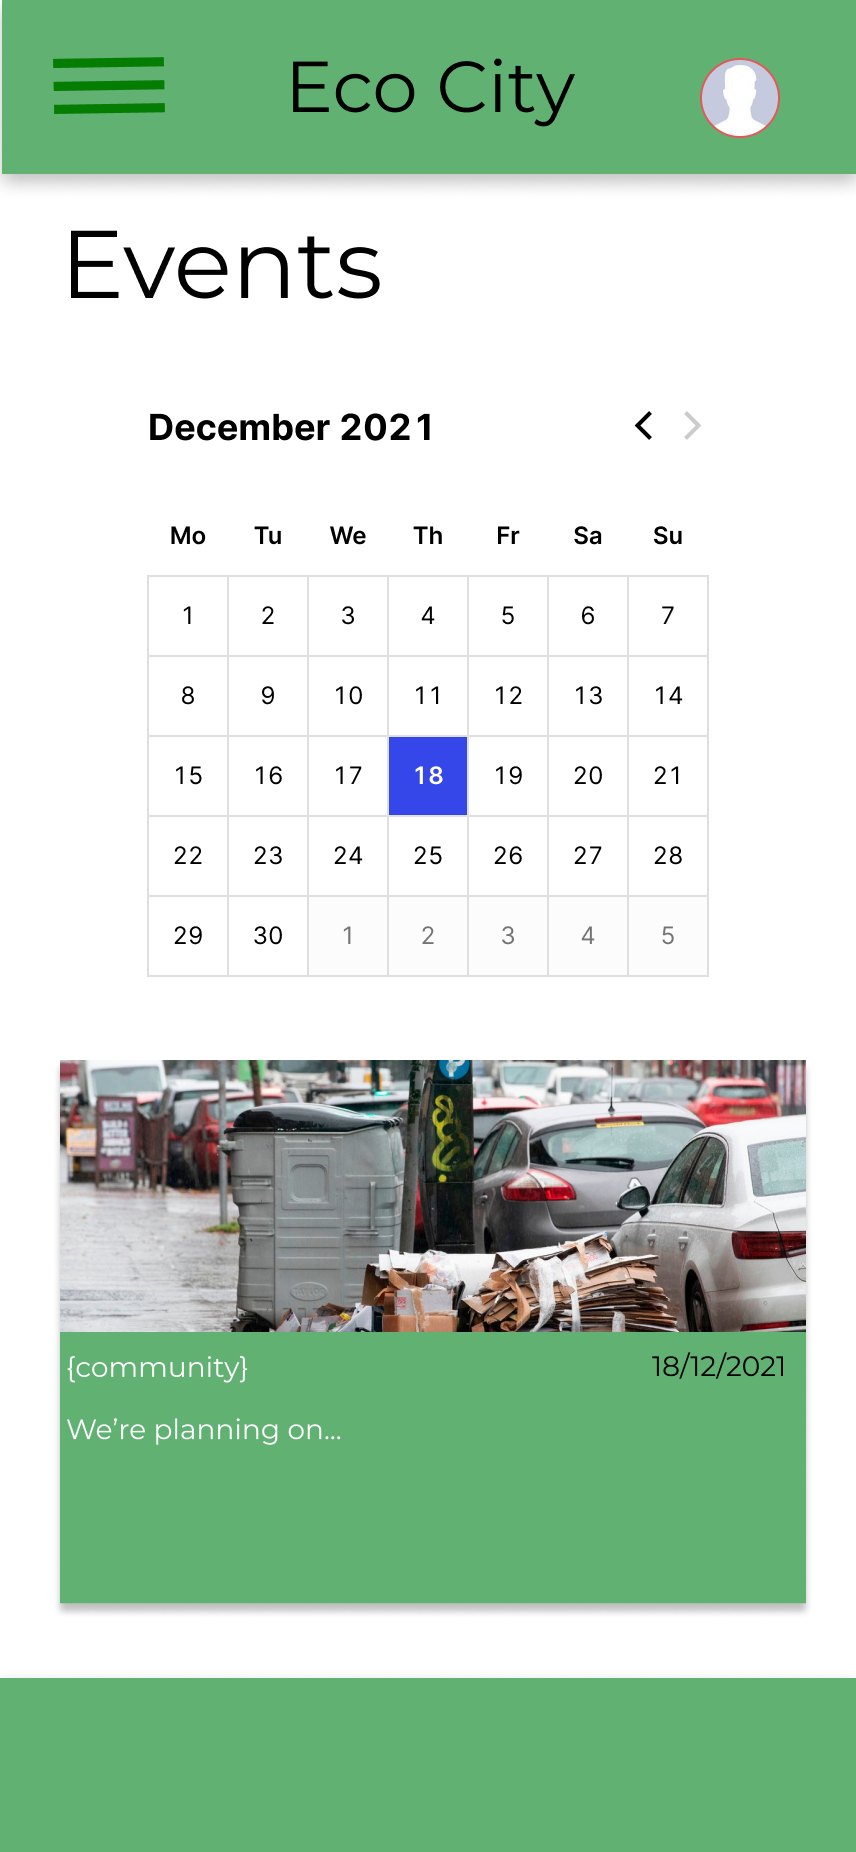 Eco City
Events
December 2021
Mo Tu We Th Fr Sa Su
1 2 3 4 5 6 7
8 9 10 11 12 13 14
15 16 17 18 19 20 21
22 23 24 25 26 27 28
29 30 1 2 3 4 5
{community} 18/12/2021
We’re planning on...